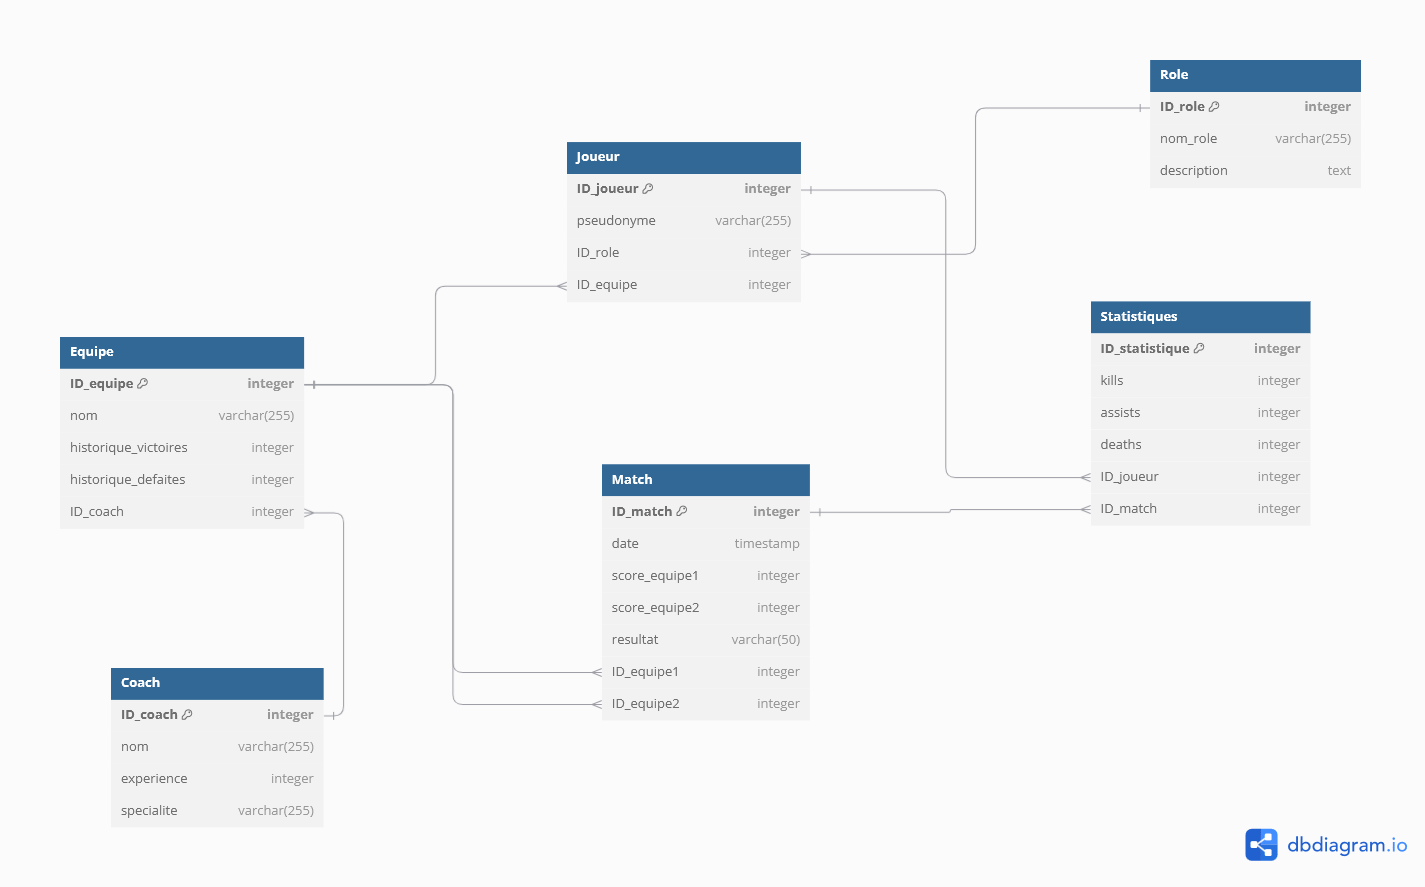 Role
ID_role integer
nom_role varchar(255)
description text
Joueur
ID_joueur integer
pseudonyme varchar(255)
ID_role integer
ID_equipe integer
Statistiques
ID_statistique integer
kills integer
assists integer
deaths integer
ID_joueur integer
ID_match integer
Equipe
ID_equipe integer
nom varchar(255)
historique_victoires integer
historique_defaites integer
ID_coach integer
Match
ID_match integer
date timestamp
score_equipe1 integer
score_equipe2 integer
resultat varchar(50)
ID_equipe1 integer
ID_equipe2 integer
Coach
ID_coach integer
nom varchar(255)
experience integer
specialite varchar(255)
dbdiagram.io